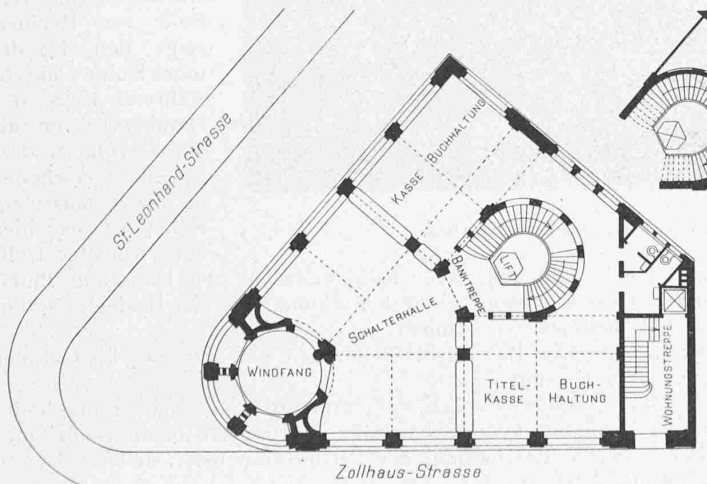 St. Leonhard-Strasse
KASSE BUCHHALTUNG
LIFT
BANKTREPPE
SCHALTERHALLE
WINDFANG
TITEL-
KASSE
BUCH-
HALTUNG
WOHNUNGSTREPPE
Zollhaus-Strasse